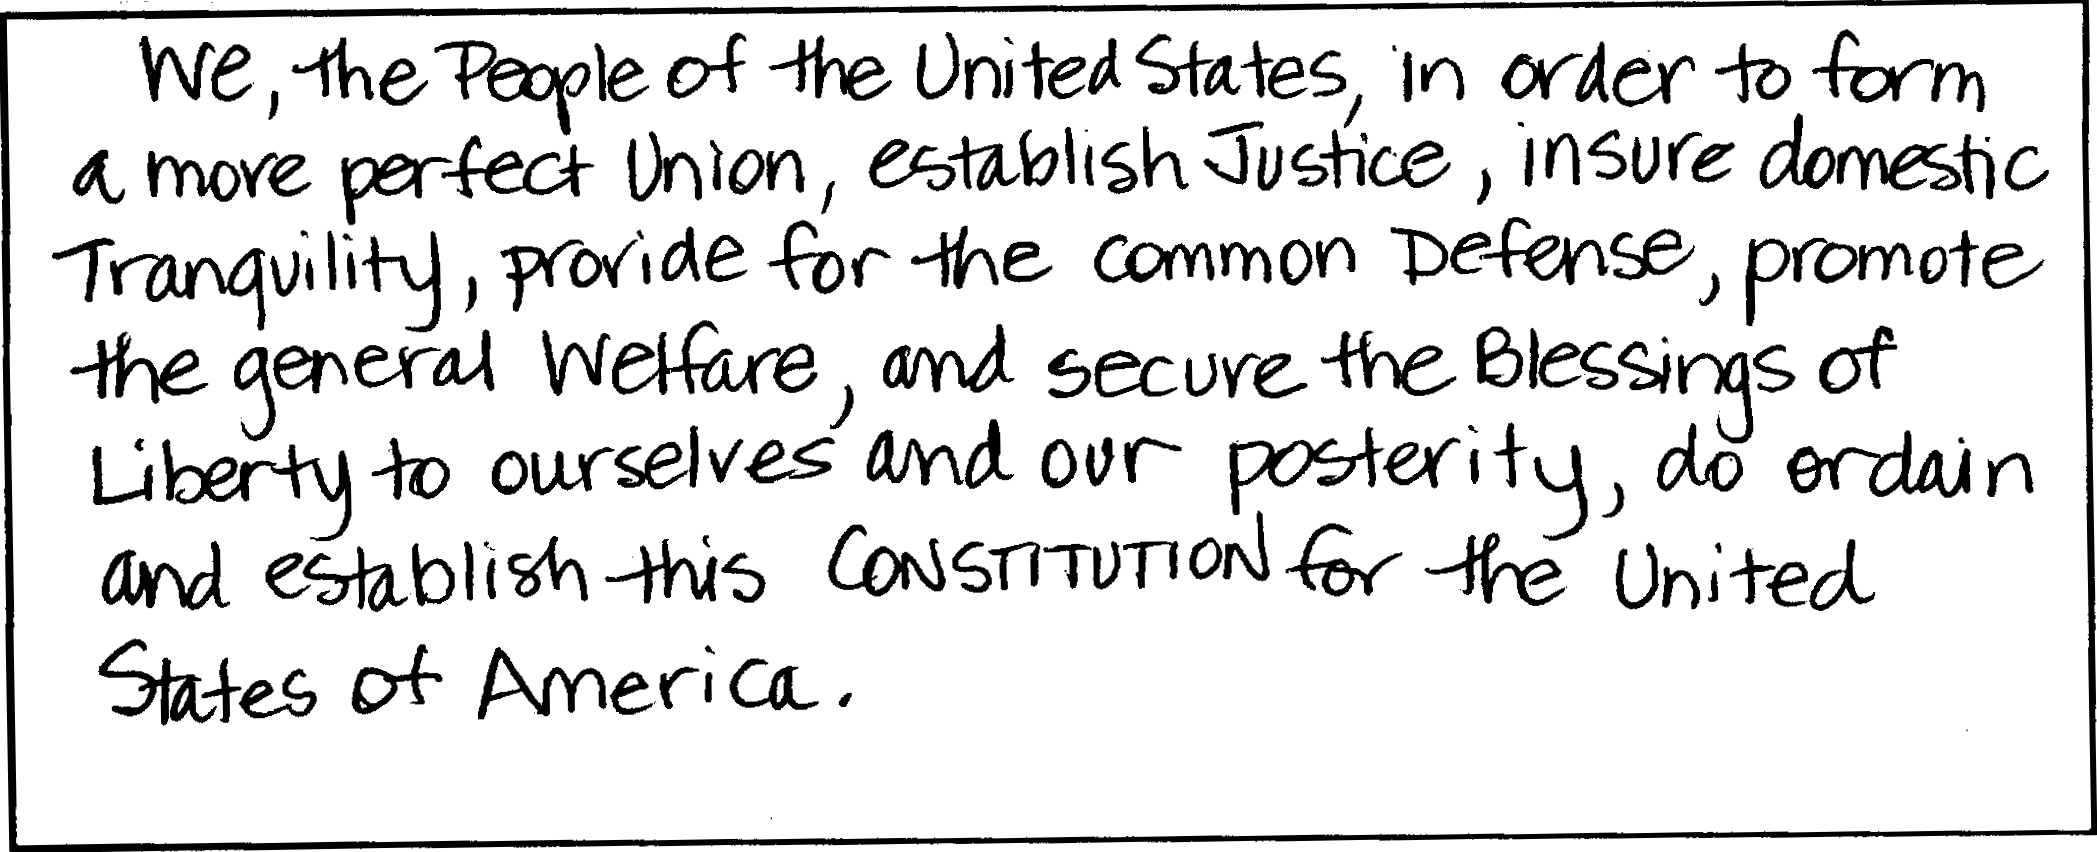 We, the People of the United States, in order to form
a more perfect Union, establish Justice, insure domestic
Tranquility, provide for the common Defense, promote
the general Welfare, and secure the Blessings of
Liberty to ourselves and our posterity, do ordain
and establish this CONSTITUTION for the United
States of America.